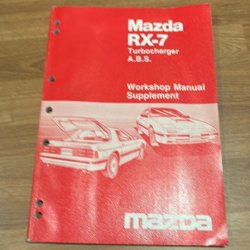 Mazda
RX-7
Turbocharger
A.B.S.
Workshop Manual
Supplement
mazda